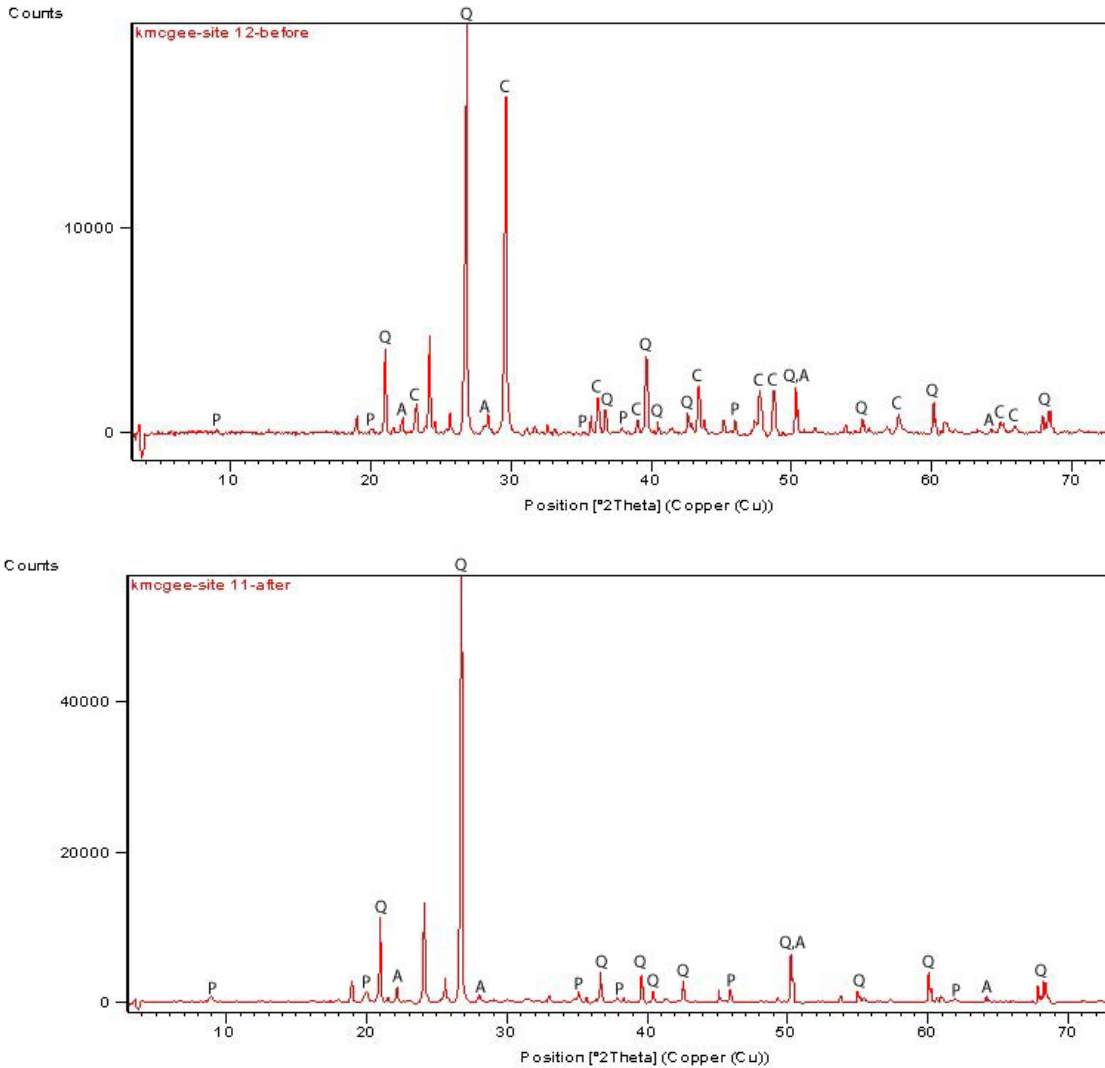 Counts
Q
kmcgee-site 12-before
C
10000
Q
P P A C A P C Q P C Q Q Q C P C C Q,A Q C Q A C C Q
0
10 20 30 40 50 60 70
Position [°2Theta] (Copper (Cu))
Counts
Q
kmcgee-site 11-after
40000
20000
Q
P P A A P Q P Q Q Q P Q,A Q Q P A Q
0
10 20 30 40 50 60 70
Position [°2Theta] (Copper (Cu))